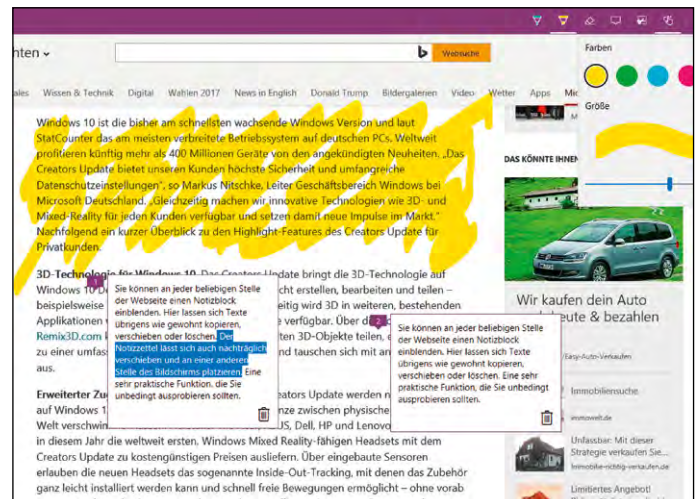 hten
Websuche
Farben
ales Wissen & Technik Digital Wahlen 2017 News in English Donald Trump Bildergalerien Video Wetter Apps Mic
Größe
Windows 10 ist die bisher am schnellsten wachsende Windows Version und laut
StatCounter das am meisten verbreitete Betriebssystem auf deutschen PCs. Weltweit
profitieren künftig mehr als 400 Millionen Geräte von den angekündigten Neuheiten. „Das
Creators Update bietet unseren Kunden höchste Sicherheit und umfangreiche
Datenschutzeinstellungen", so Markus Nitschke, Leiter Geschäftsbereich Windows bei
Microsoft Deutschland. „Gleichzeitig machen wir innovative Technologien wie 3D- und
Mixed-Reality für jeden Kunden verfügbar und setzen damit neue Impulse im Markt."
Nachfolgend ein kurzer Überblick zu den Highlight-Features des Creators Update für
Privatkunden.
3D-Technologie für Windows 10 Das Creators Update bringt die 3D-Technologie auf
Windows 10 icht erstellen, bearbeiten und teilen –
beispielsweise eitig wird 3D in weiteren, bestehenden
Applikationen verfügbar. Über d
Remix3D.com ten 3D-Objekte teilen,
zu einer umfass nd tauschen sich mit an
aus.
1
Sie können an jeder beliebigen Stelle
der Webseite einen Notizblock
einblenden. Hier lassen sich Texte
übrigens wie gewohnt kopieren,
verschieben oder löschen. Der
Notizzettel lässt sich auch nachträglich
verschieben und an einer anderen
Stelle des Bildschirms platzieren. Eine
sehr praktische Funktion, die Sie
unbedingt ausprobieren sollten.
2
Sie können an jeder beliebigen Stelle
der Webseite einen Notizblock
einblenden. Hier lassen sich Texte
übrigens wie gewohnt kopieren,
verschieben oder löschen. Eine sehr
praktische Funktion, die Sie unbedingt
ausprobieren sollten.
Erweiterter Zu ators Update werden n
auf Windows 1 nze zwischen physische
Welt verschwin US, Dell, HP und Lenovo
in diesem Jahr die weltweit ersten, Windows Mixed Reality-fähigen Headsets mit dem
Creators Update zu kostengünstigen Preisen ausliefern. Über eingebaute Sensoren
erlauben die neuen Headsets das sogenannte Inside-Out-Tracking, mit denen das Zubehör
ganz leicht installiert werden kann und schnell freie Bewegungen ermöglicht – ohne vorab
DAS KÖNNTE IHNEN
Wir kaufen dein Auto
eute & bezahlen
/Easy-Auto-Verkaufen
Immobiliensuche
immowelt.de
Unfassbar: Mit dieser
Strategie verkaufen Sie...
Immobilie-richtig-verkaufen.de
Limitiertes Angebot!